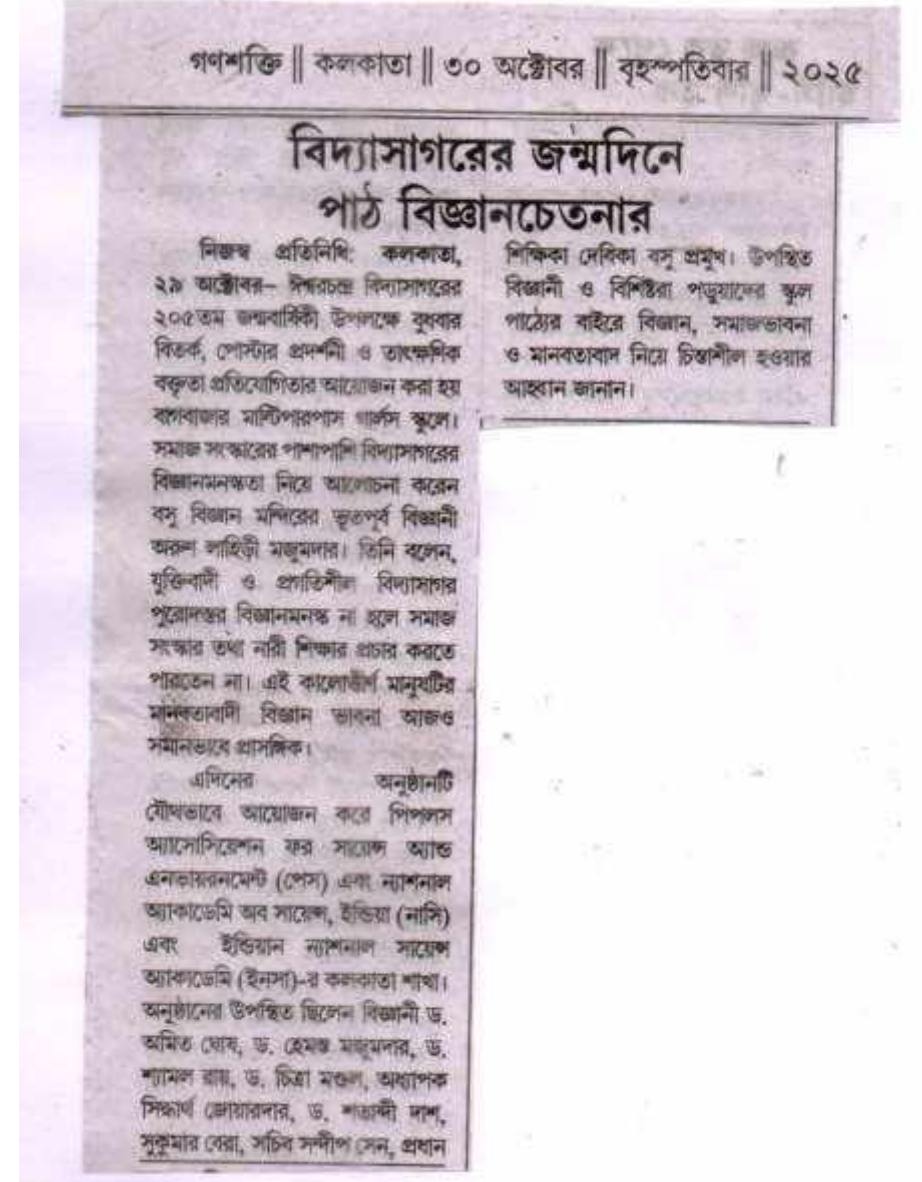 গণশক্তি || কলকাতা || ৩০ অক্টোবর || বৃহস্পতিবার || ২০২৫
বিদ্যাসাগরের জন্মদিনে
পাঠ বিজ্ঞানচেতনার
নিজস্ব প্রতিনিধি: কলকাতা,
২৯ অক্টোবর– ঈশ্বরচন্দ্র বিদ্যাসাগরের
২০৫তম জন্মবার্ষিকী উপলক্ষে বুধবার
বিতর্ক, পোস্টার প্রদর্শনী ও তাৎক্ষণিক
বক্তৃতা প্রতিযোগিতার আয়োজন করা হয়
বাগবাজার মাল্টিপারপাস গার্লস স্কুলে।
সমাজ সংস্কারের পাশাপাশি বিদ্যাসাগরের
বিজ্ঞানমনস্কতা নিয়ে আলোচনা করেন
বসু বিজ্ঞান মন্দিরের ভূতপূর্ব বিজ্ঞানী
অরুণ লাহিড়ী মজুমদার। তিনি বলেন,
যুক্তিবাদী ও প্রগতিশীল বিদ্যাসাগর
পুরোদস্তুর বিজ্ঞানমনস্ক না হলে সমাজ
সংস্কার তথা নারী শিক্ষার প্রচার করতে
পারতেন না। এই কালোত্তীর্ণ মানুষটির
মানবতাবাদী বিজ্ঞান ভাবনা আজও
সমানভাবে প্রাসঙ্গিক।
এদিনের অনুষ্ঠানটি
যৌথভাবে আয়োজন করে পিপলস
অ্যাসোসিয়েশন ফর সায়েন্স অ্যান্ড
এনভায়রনমেন্ট (পেস) এবং ন্যাশনাল
অ্যাকাডেমি অব সায়েন্স, ইন্ডিয়া (নাসি)
এবং ইন্ডিয়ান ন্যাশনাল সায়েন্স
অ্যাকাডেমি (ইনসা)-র কলকাতা শাখা।
অনুষ্ঠানের উপস্থিত ছিলেন বিজ্ঞানী ড.
অমিত ঘোষ, ড. হেমন্ত মজুমদার, ড.
শ্যামল রায়, ড. চিত্রা মণ্ডল, অধ্যাপক
সিদ্ধার্থ জোয়ারদার, ড. শতাব্দী দাশ,
সুকুমার বেরা, সচিব সন্দীপ সেন, প্রধান
শিক্ষিকা দেবিকা বসু প্রমুখ। উপস্থিত
বিজ্ঞানী ও বিশিষ্টরা পড়ুয়াদের স্কুল
পাঠ্যের বাইরে বিজ্ঞান, সমাজভাবনা
ও মানবতাবাদ নিয়ে চিন্তাশীল হওয়ার
আহ্বান জানান।